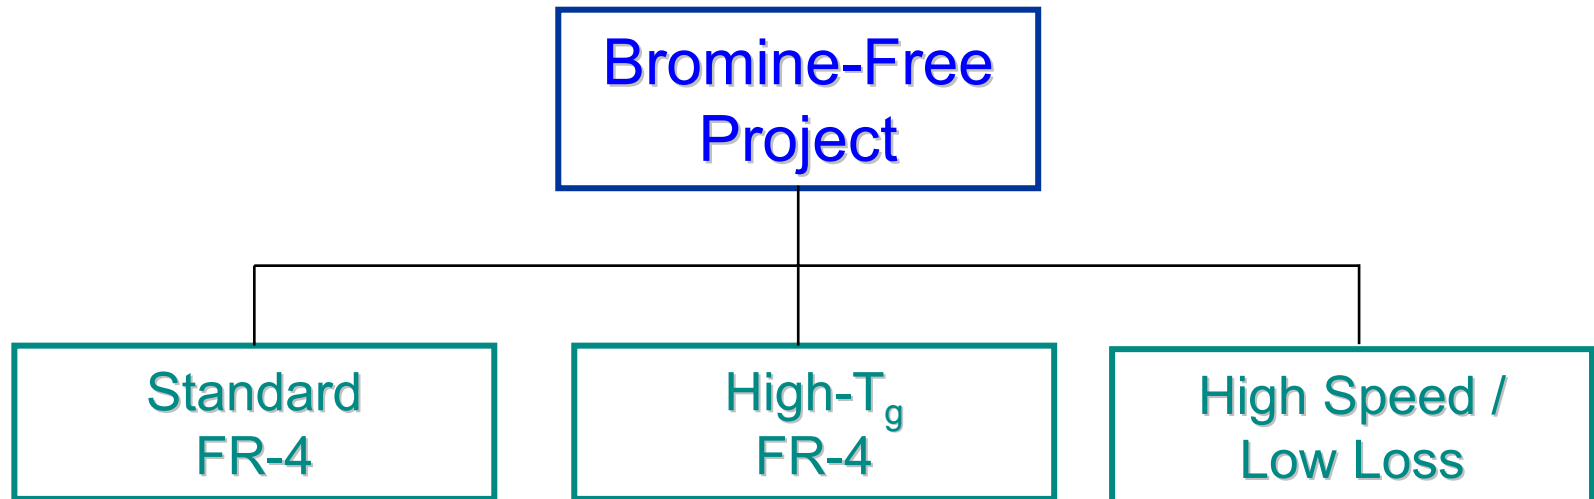 Bromine-Free
Project
Standard
FR-4
High-Tg
FR-4
High Speed /
Low Loss